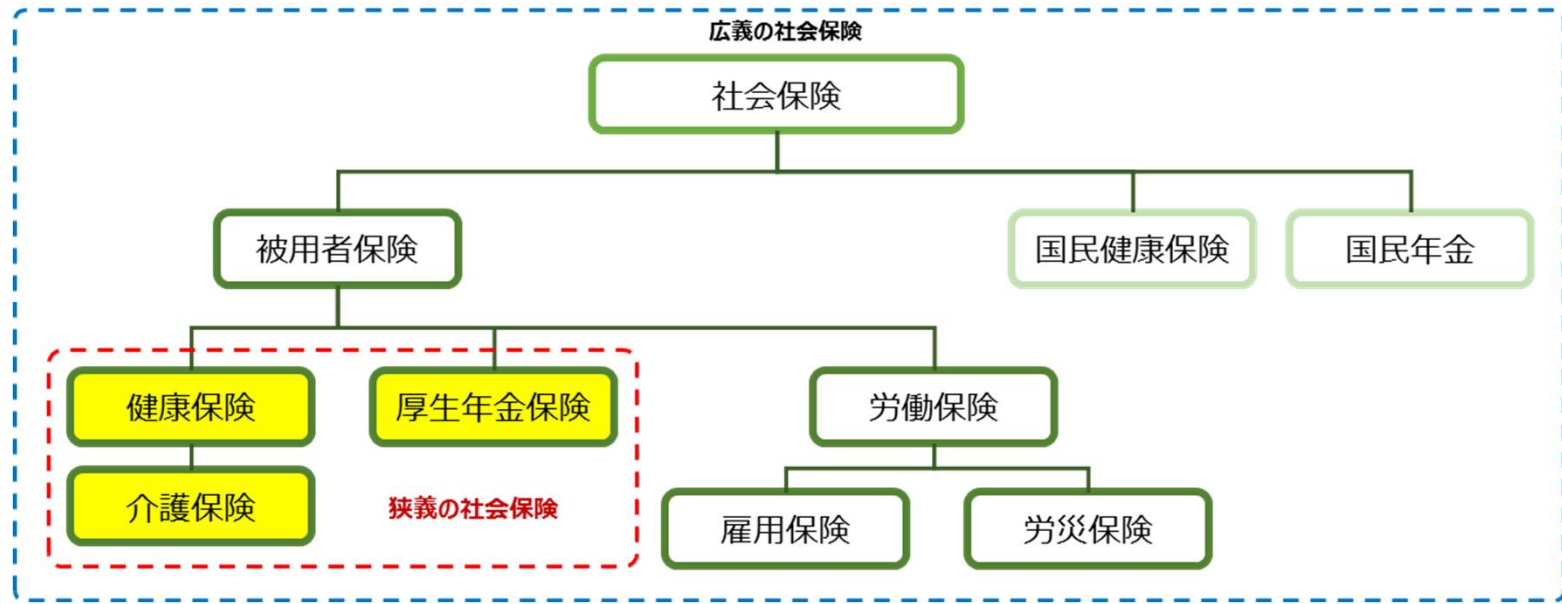 広義の社会保険
社会保険
被用者保険
国民健康保険
国民年金
健康保険
厚生年金保険
労働保険
介護保険
狭義の社会保険
雇用保険
労災保険